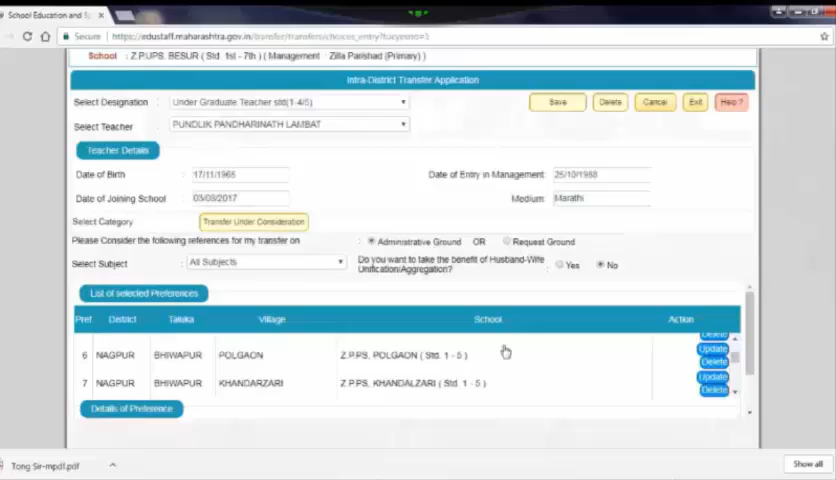 School Education and S
Secure https://edustaff.maharashtra.gov.in/transfer/transfers/choices_entry?
School : Z.P.UPS. BESUR ( Std. 1st - 7th ) ( Management : Zilla Parishad (Primary) )
Intra-District Transfer Application
Select Designation : Under Graduate Teacher std(1-4/5) Save Delete Cancel Exit Help ?
Select Teacher : PUNDLIK PANDHARINATH LAMBAT
Teacher Details
Date of Birth : 17/11/1965 Date of Entry in Management: 25/10/1988
Date of Joining School : 03/08/2017 Medium: Marathi
Select Category Transfer Under Consideration
Please Consider the following references for my transfer on : Administrative Ground OR Request Ground
Select Subject : All Subjects Do you want to take the benefit of Husband-Wife Yes No
Unification/Aggregation?
List of selected Preferences
Pref District Taluka Village School Action
Delete
6 NAGPUR BHIWAPUR POLGAON Z.P.PS. POLGAON ( Std. 1 - 5 ) Update
Delete
7 NAGPUR BHIWAPUR KHANDARZARI Z.P.PS. KHANDALZARI ( Std. 1 - 5 ) Update
Delete
Details of Preference
Tong Sir-mpdf.pdf Show all